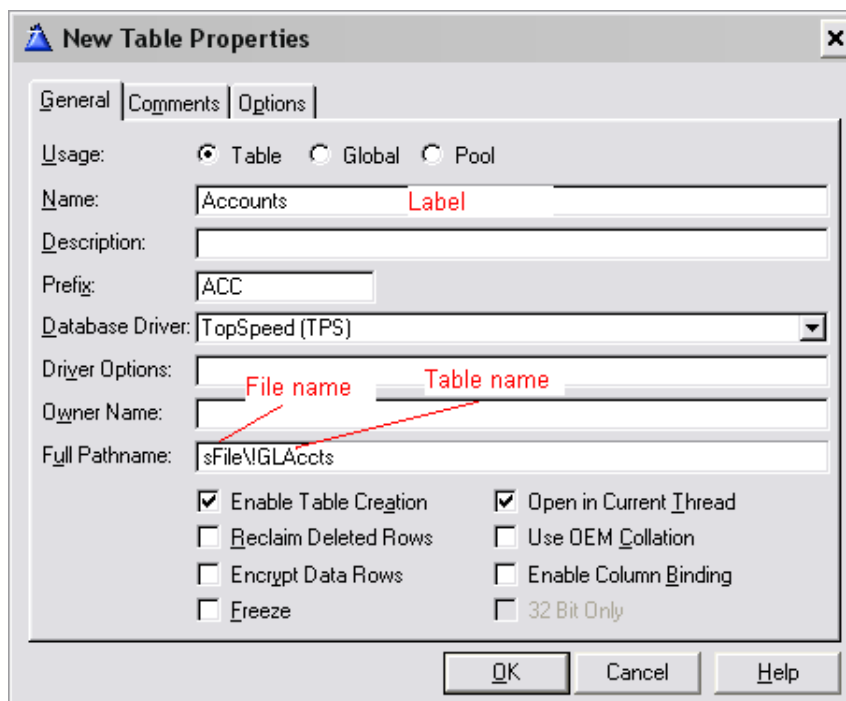 New Table Properties
General Comments Options
Usage: Table Global Pool
Name: Accounts Label
Description:
Prefix: ACC
Database Driver: TopSpeed (TPS)
Driver Options:
File name Table name
Owner Name:
Full Pathname: sFile\!GLAccts
Enable Table Creation Open in Current Thread
Reclaim Deleted Rows Use OEM Collation
Encrypt Data Rows Enable Column Binding
Freeze 32 Bit Only
OK Cancel Help